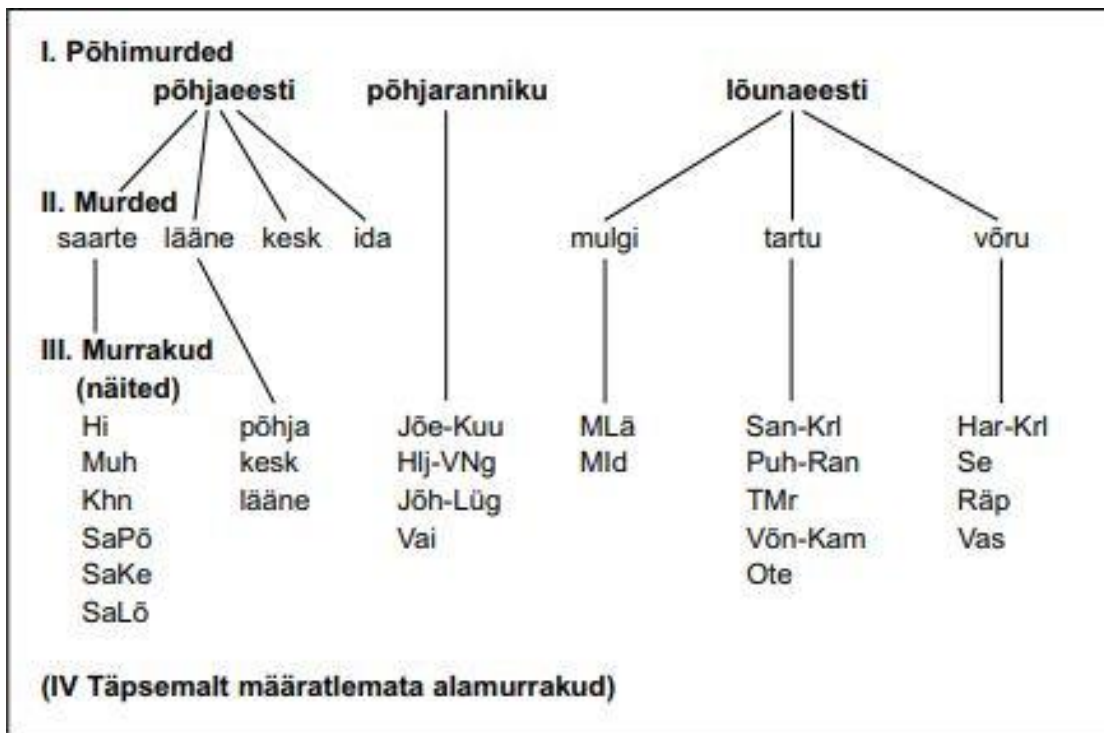 I. Põhimurded
põhjaeesti põhjaranniku lõunaeesti
II. Murded
saarte lääne kesk ida mulgi tartu võru
III. Murrakud
(näited)
Hi põhja Jõe-Kuu MLä San-Krl Har-Krl
Muh kesk Hlj-VNg MId Puh-Ran Se
Khn lääne Jõh-Lüg TMr Räp
SaPõ Vai Võn-Kam Vas
SaKe Ote
SaLõ
(IV Täpsemalt määratlemata alamurrakud)